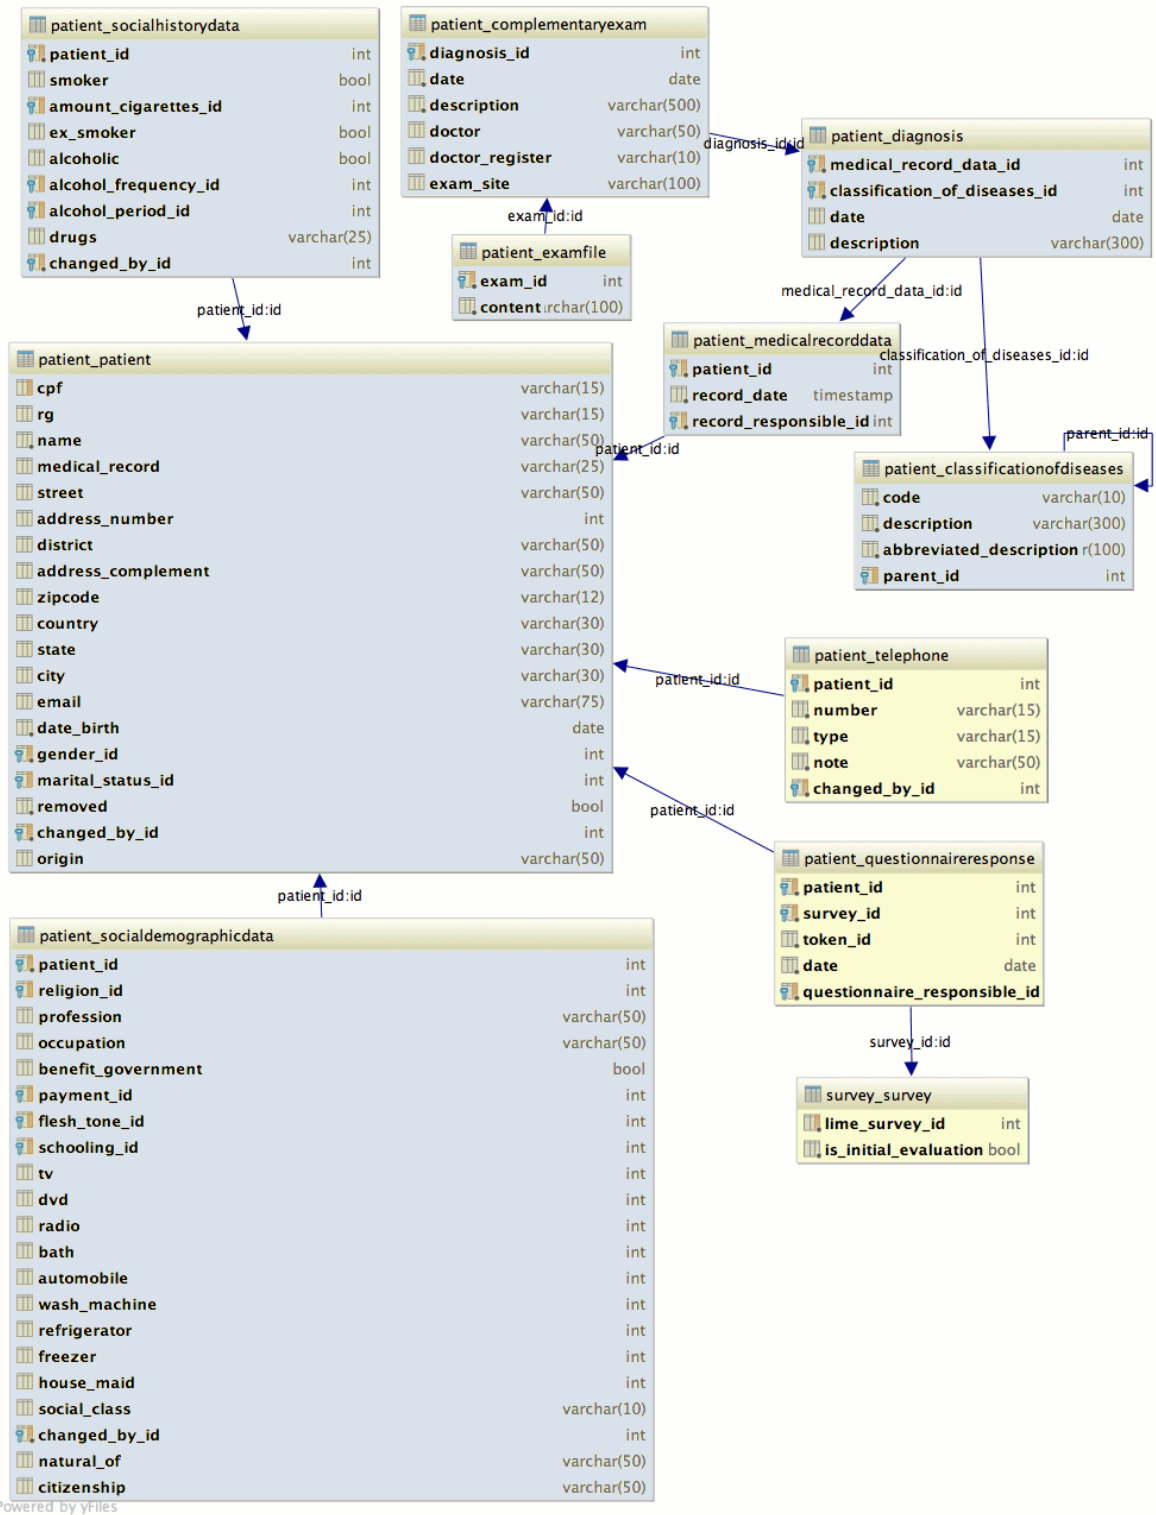 patient_socialhistorydata
patient_id int
smoker bool
amount_cigarettes_id int
ex_smoker bool
alcoholic bool
alcohol_frequency_id int
alcohol_period_id int
drugs varchar(25)
changed_by_id int
patient_complementaryexam
diagnosis_id int
date date
description varchar(500)
doctor varchar(50)
doctor_register varchar(10)
exam_site varchar(100)
diagnosis_id:id
patient_diagnosis
medical_record_data_id int
classification_of_diseases_id int
date date
description varchar(300)
exam_id:id
patient_examfile
exam_id int
content rchar(100)
medical_record_data_id:id
patient_id:id
patient_medicalrecorddata
patient_id int
record_date timestamp
record_responsible_id int
classification_of_diseases_id:id
patient_id:id
parent_id:id
patient_classificationofdiseases
code varchar(10)
description varchar(300)
abbreviated_description r(100)
parent_id int
patient_patient
cpf varchar(15)
rg varchar(15)
name varchar(50)
medical_record varchar(25)
street varchar(50)
address_number int
district varchar(50)
address_complement varchar(50)
zipcode varchar(12)
country varchar(30)
state varchar(30)
city varchar(30)
email varchar(75)
date_birth date
gender_id int
marital_status_id int
removed bool
changed_by_id int
origin varchar(50)
patient_telephone
patient_id int
number varchar(15)
type varchar(15)
note varchar(50)
changed_by_id int
patient_id:id
patient_id:id
patient_questionnaireresponse
patient_id int
survey_id int
token_id int
date date
questionnaire_responsible_id
survey_id:id
survey_survey
lime_survey_id int
is_initial_evaluation bool
patient_id:id
patient_socialdemographicdata
patient_id int
religion_id int
profession varchar(50)
occupation varchar(50)
benefit_government bool
payment_id int
flesh_tone_id int
schooling_id int
tv int
dvd int
radio int
bath int
automobile int
wash_machine int
refrigerator int
freezer int
house_maid int
social_class varchar(10)
changed_by_id int
natural_of varchar(50)
citizenship varchar(50)
Powered by yFiles